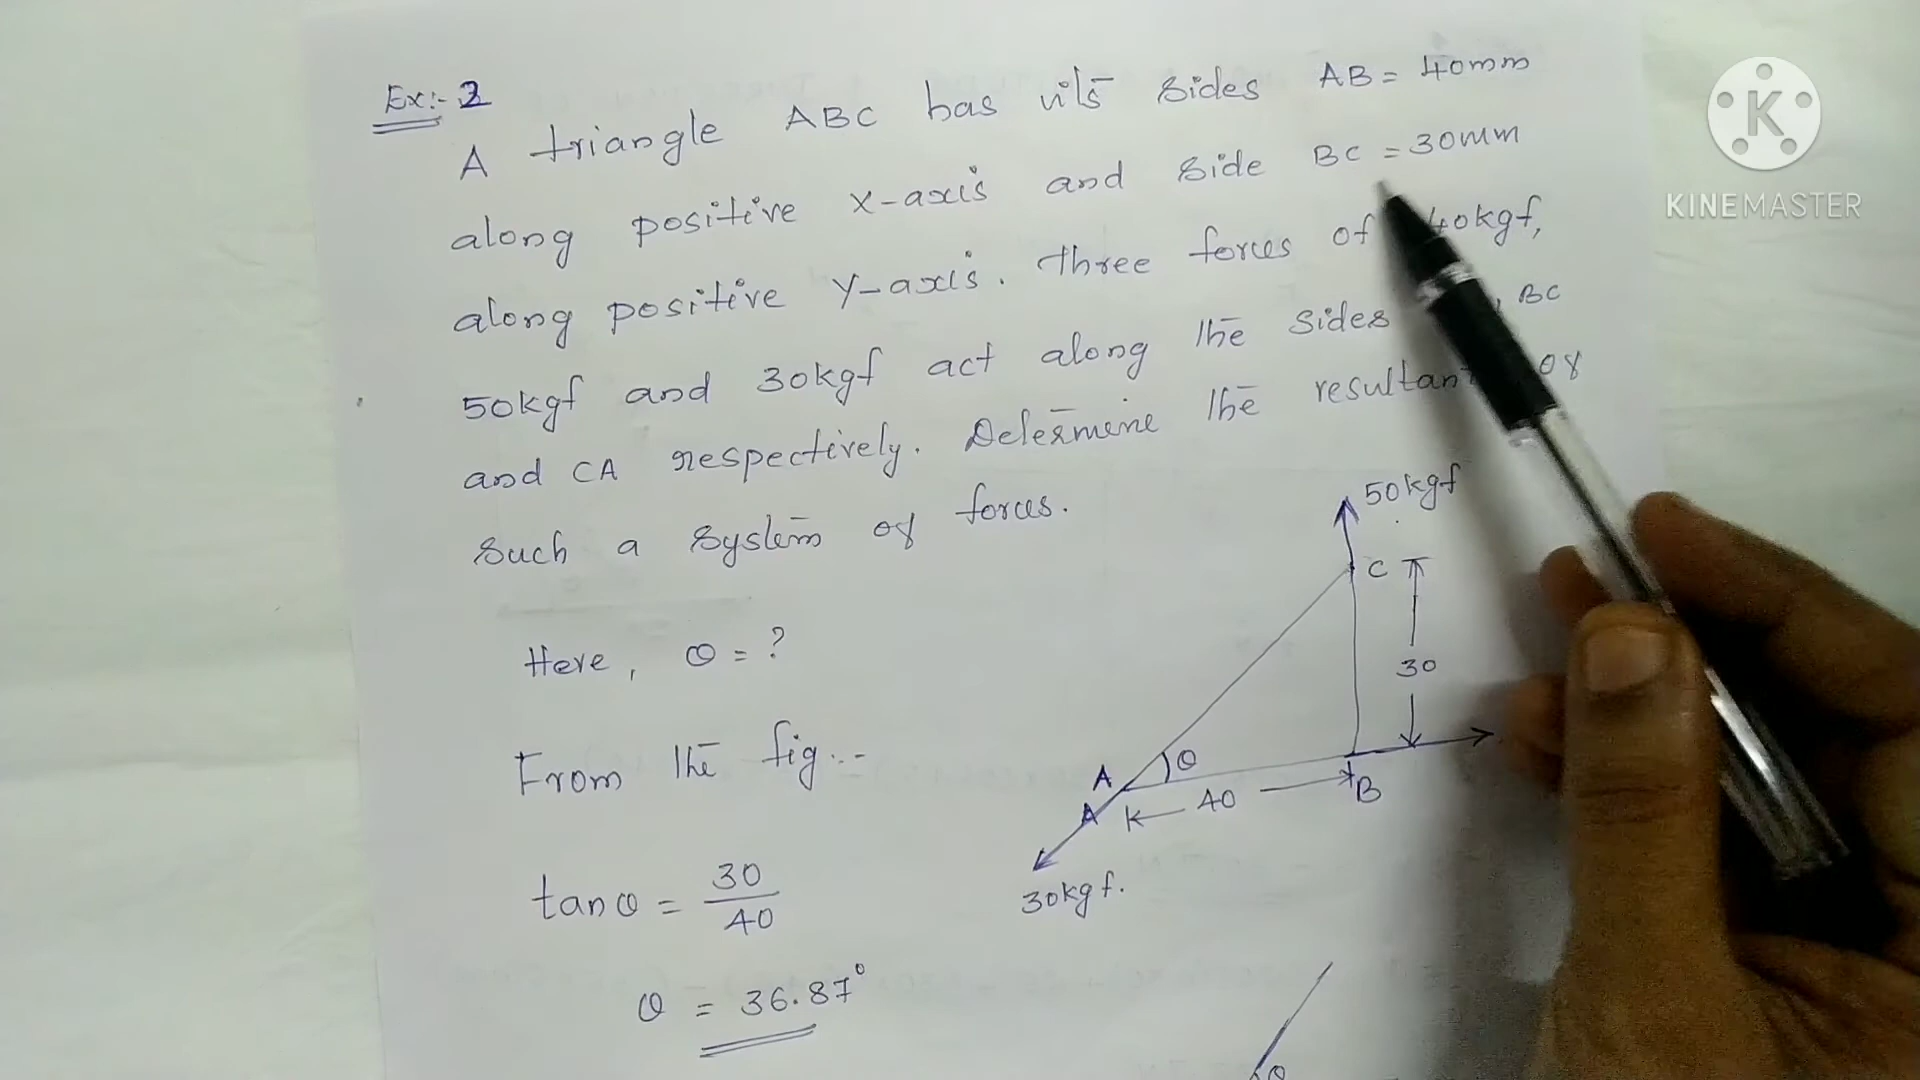 Ex:- 2
A triangle ABC has its sides AB = 40mm
along positive X-axis and side BC = 30mm
along positive Y-axis. Three forces of 40kgf,
50kgf and 30kgf act along the sides , BC
and CA respectively. Determine the resultant of
such a system of forces.
50kgf
C
30
Here, θ = ?
From the fig...
A
θ
A
40
B
30kgf.
tanθ = 30/40
θ = 36.87°
θ
K
KINEMASTER